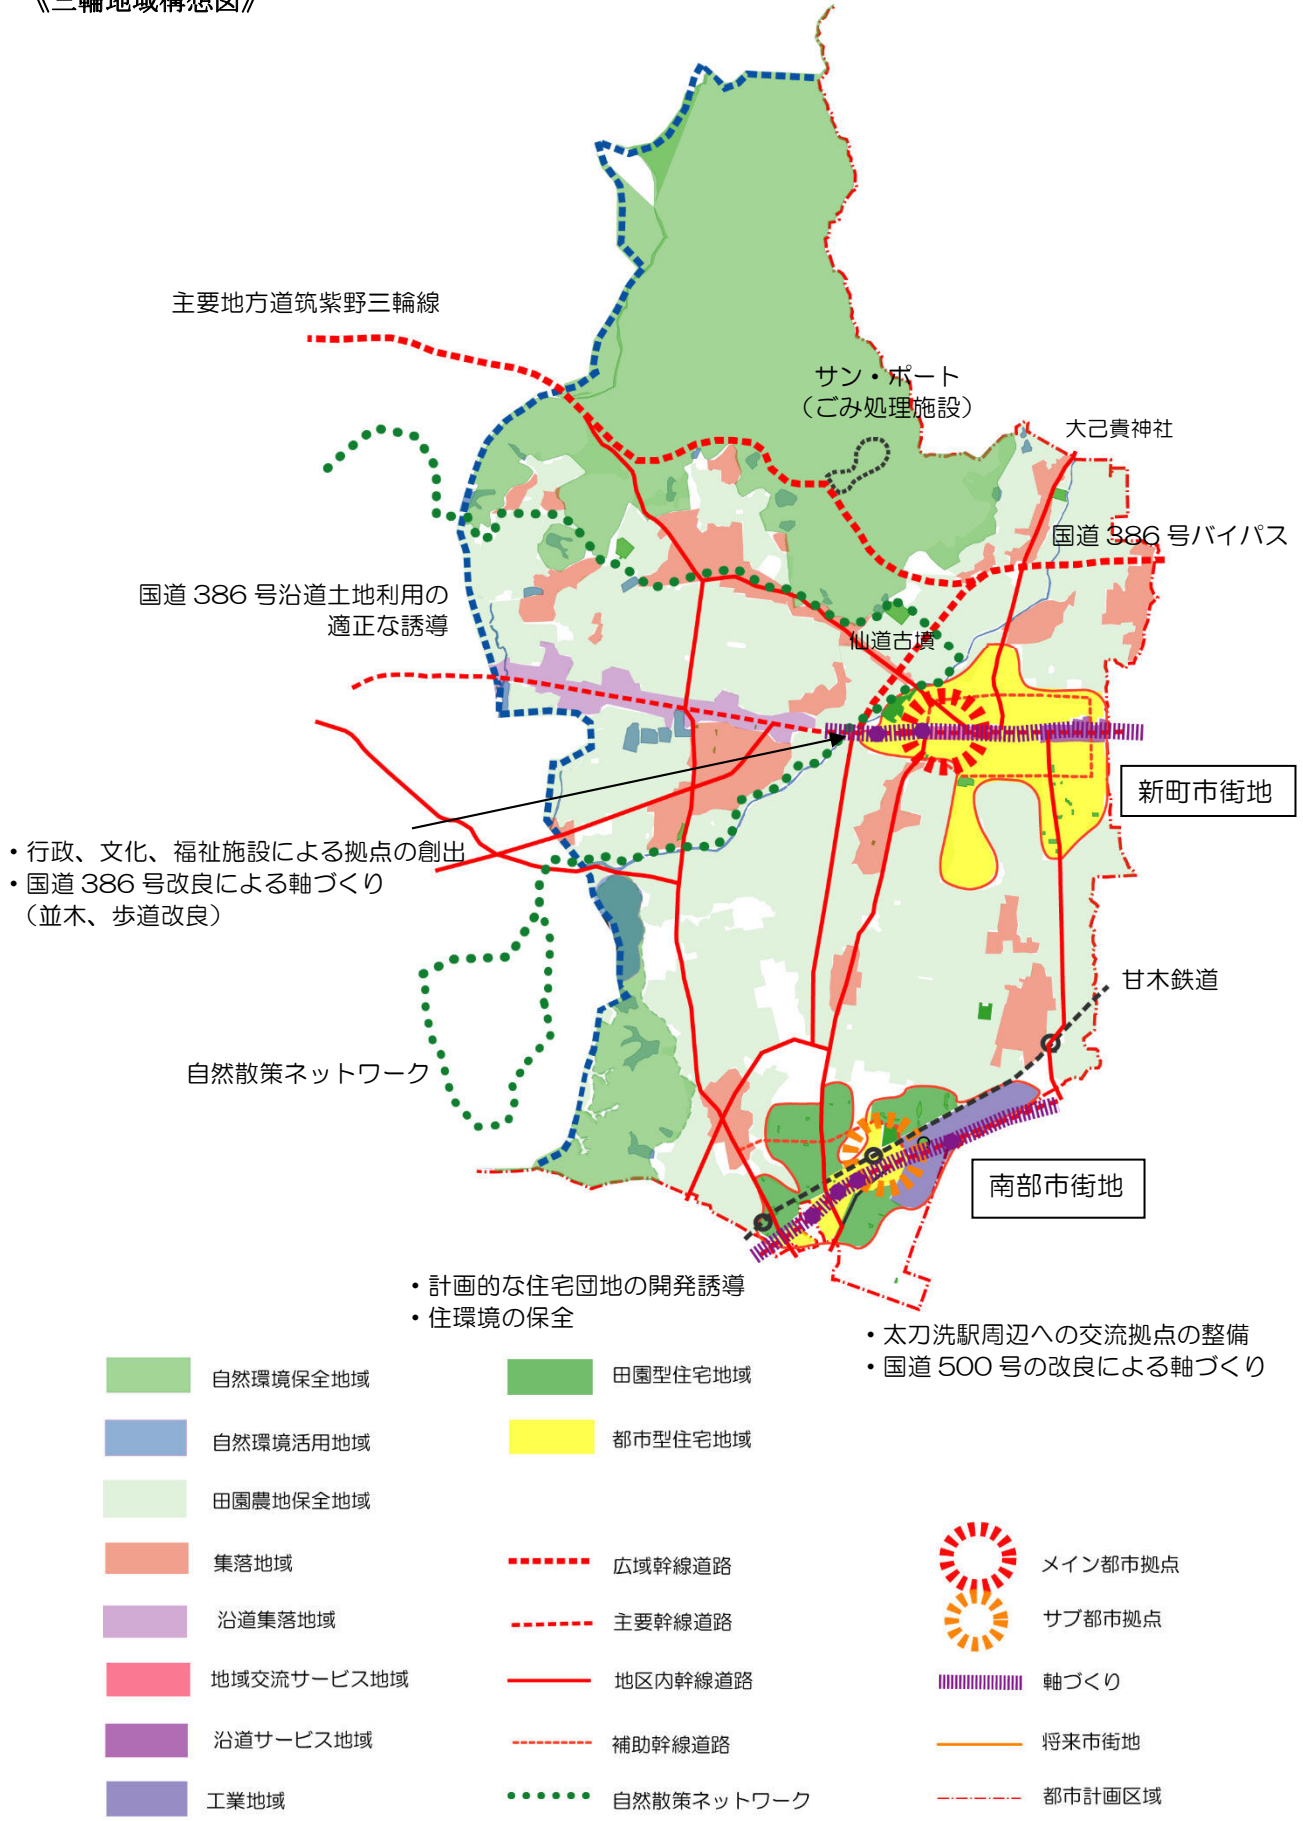 《三輪地域構想図》
主要地方道筑紫野三輪線
サン・ポート
（ごみ処理施設）
大己貴神社
国道 386 号バイパス
国道 386 号沿道土地利用の
適正な誘導
仙道古墳
新町市街地
・行政、文化、福祉施設による拠点の創出
・国道 386 号改良による軸づくり
（並木、歩道改良）
甘木鉄道
自然散策ネットワーク
南部市街地
・計画的な住宅団地の開発誘導
・住環境の保全
・太刀洗駅周辺への交流拠点の整備
・国道 500 号の改良による軸づくり
自然環境保全地域
自然環境活用地域
田園農地保全地域
集落地域
沿道集落地域
地域交流サービス地域
沿道サービス地域
工業地域
田園型住宅地域
都市型住宅地域
広域幹線道路
主要幹線道路
地区内幹線道路
補助幹線道路
自然散策ネットワーク
メイン都市拠点
サブ都市拠点
軸づくり
将来市街地
都市計画区域